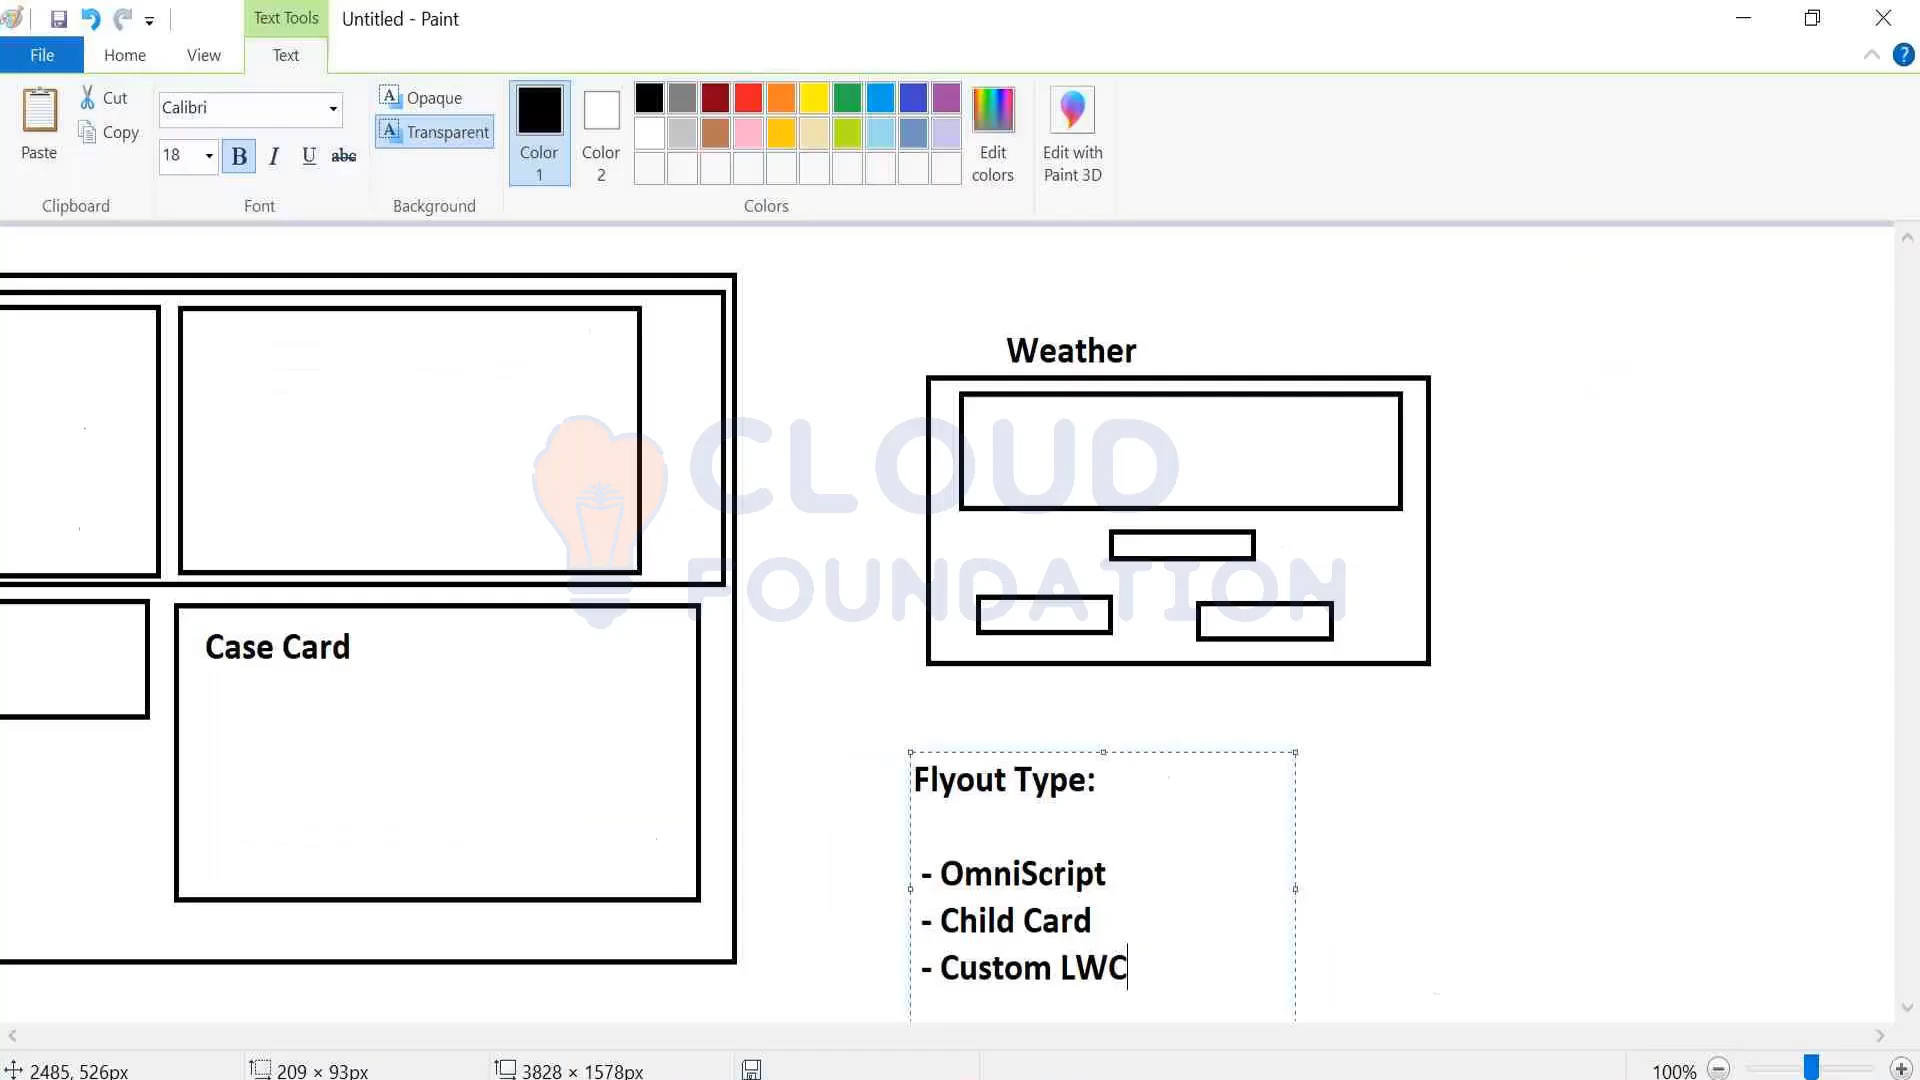 Text Tools
Untitled - Paint
File
Home
View
Text
Paste
Cut
Copy
Clipboard
Calibri
18
B
I
U
abc
Font
A Opaque
A Transparent
Background
Color
1
Color
2
Colors
Edit
colors
Edit with
Paint 3D
Weather
CLOUD
FOUNDATION
Case Card
Flyout Type:
- OmniScript
- Child Card
- Custom LWC
2485, 526px
209 × 93px
3828 × 1578px
100%